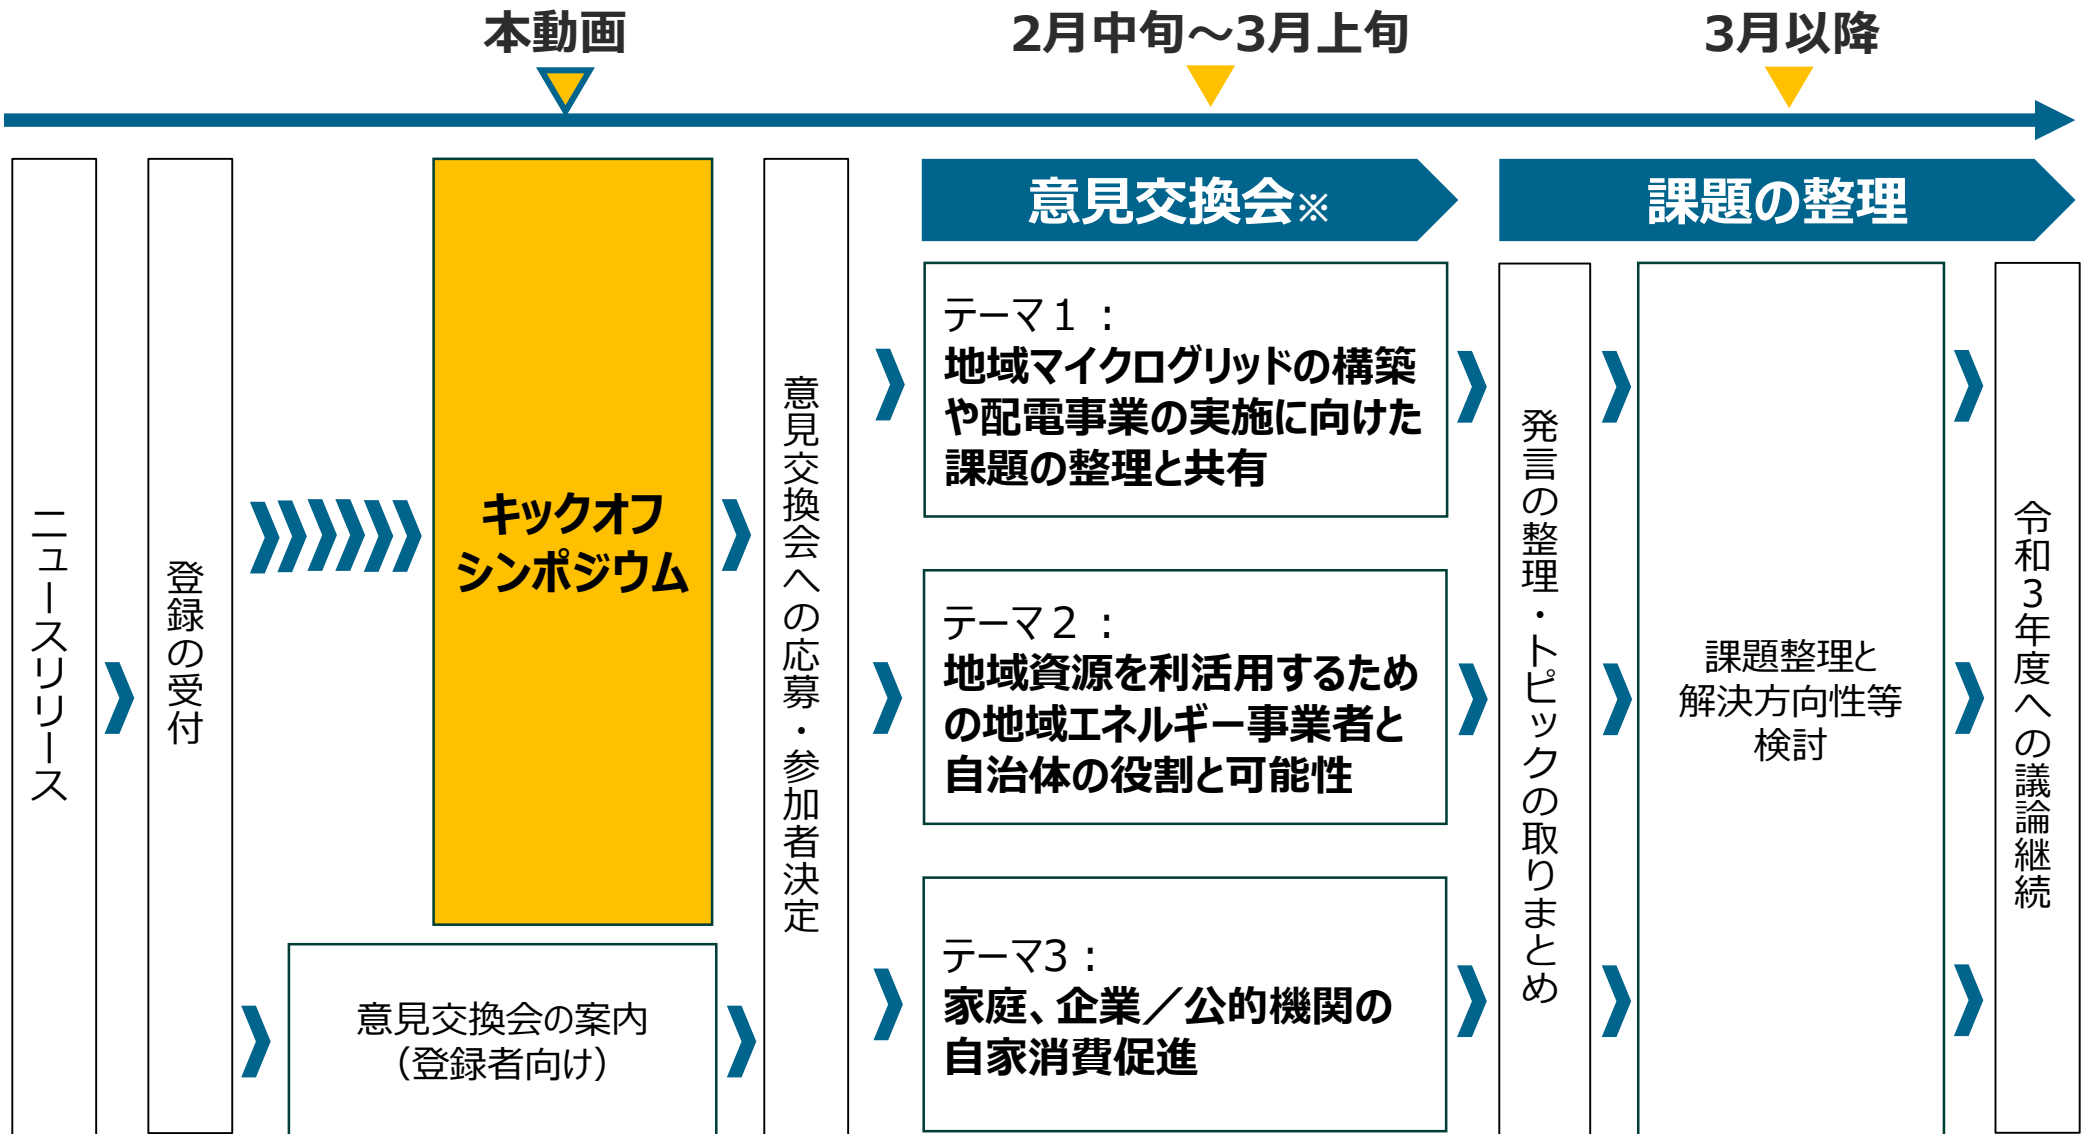 本動画
2月中旬～3月上旬
3月以降
ニュースリリース
登録の受付
キックオフ
シンポジウム
意見交換会の案内
（登録者向け）
意見交換会への応募・参加者決定
意見交換会※
テーマ１：
地域マイクログリッドの構築
や配電事業の実施に向けた
課題の整理と共有
テーマ２：
地域資源を利活用するため
の地域エネルギー事業者と
自治体の役割と可能性
テーマ3：
家庭、企業／公的機関の
自家消費促進
課題の整理
発言の整理・トピックの取りまとめ
課題整理と
解決方向性等
検討
令和3年度への議論継続